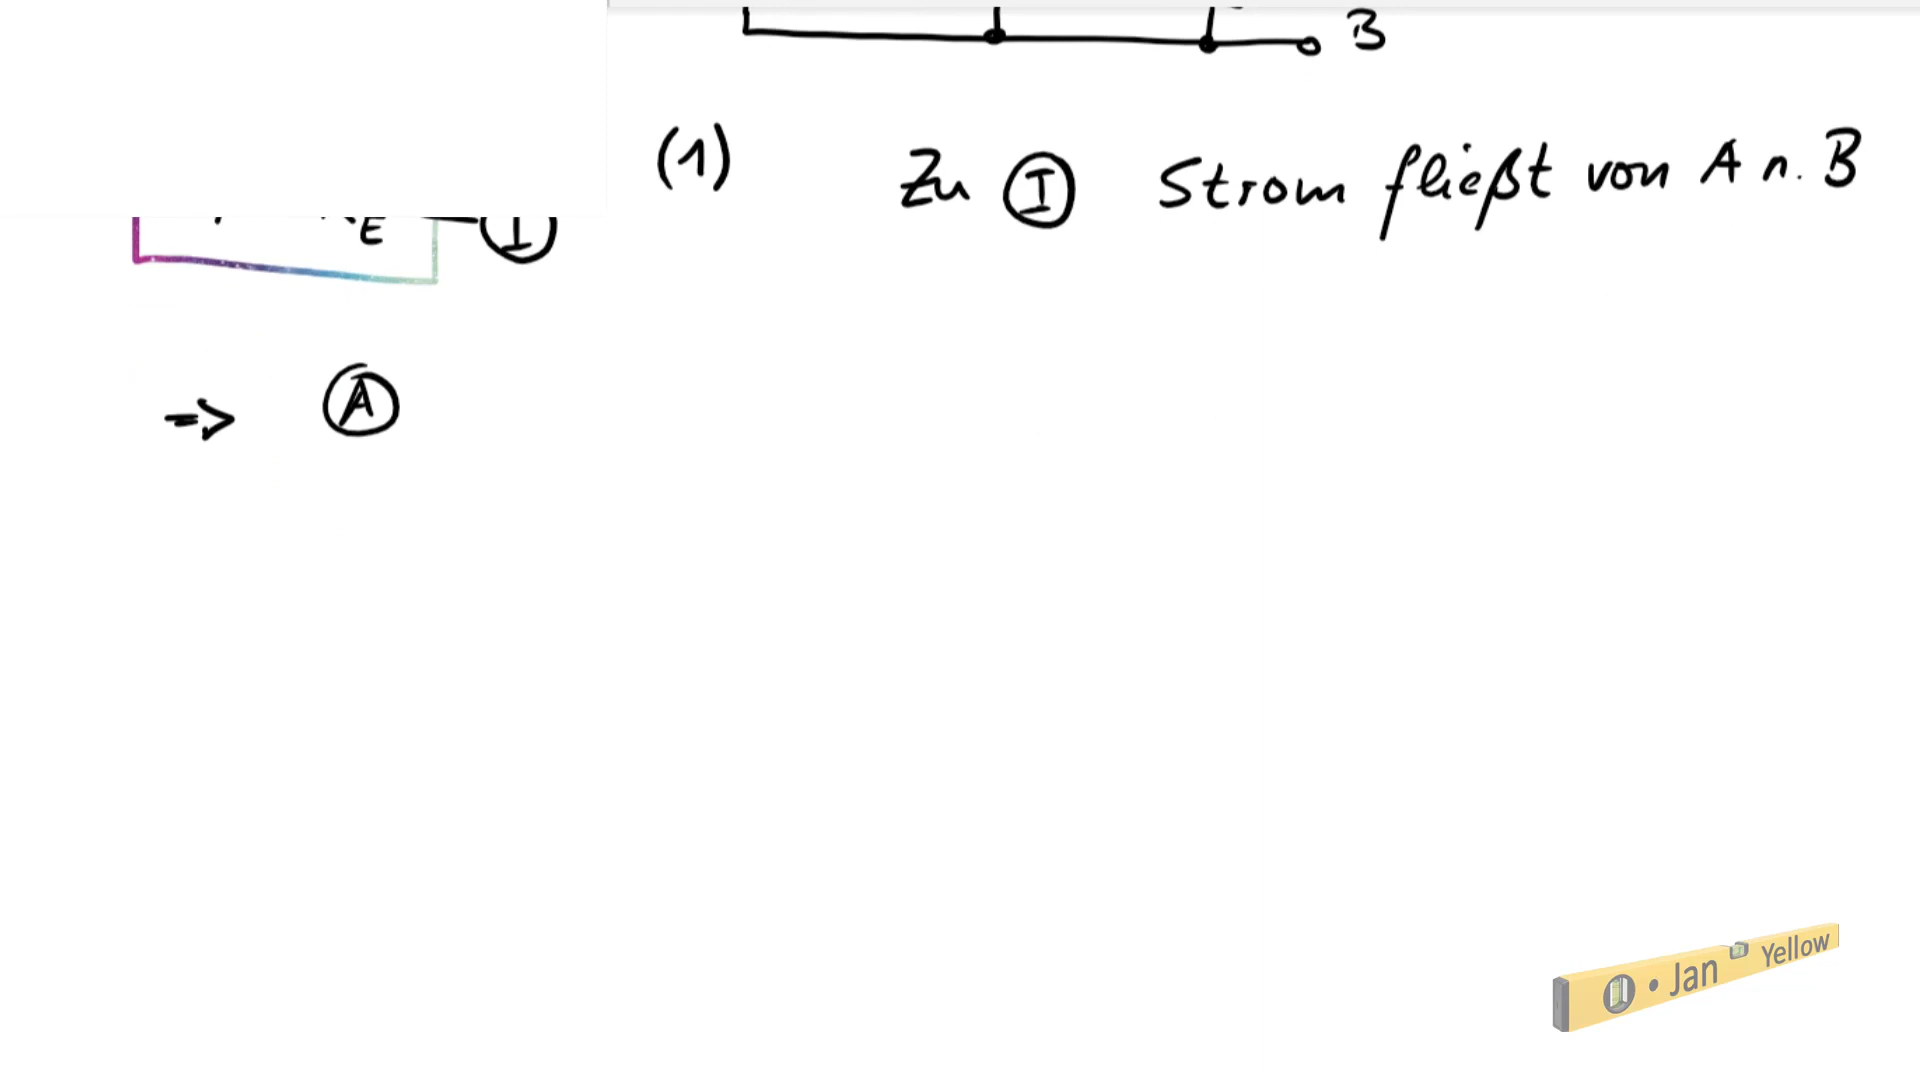 B
(1) Zu I Strom fließt von A n. B
E I
=> A
Jan Yellow